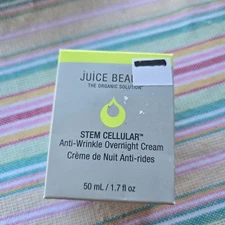 JUICE BEA
THE ORGANIC SOLUTION
STEM CELLULAR™
Anti-Wrinkle Overnight Cream
Crème de Nuit Anti-rides
50 mL / 1.7 fl oz